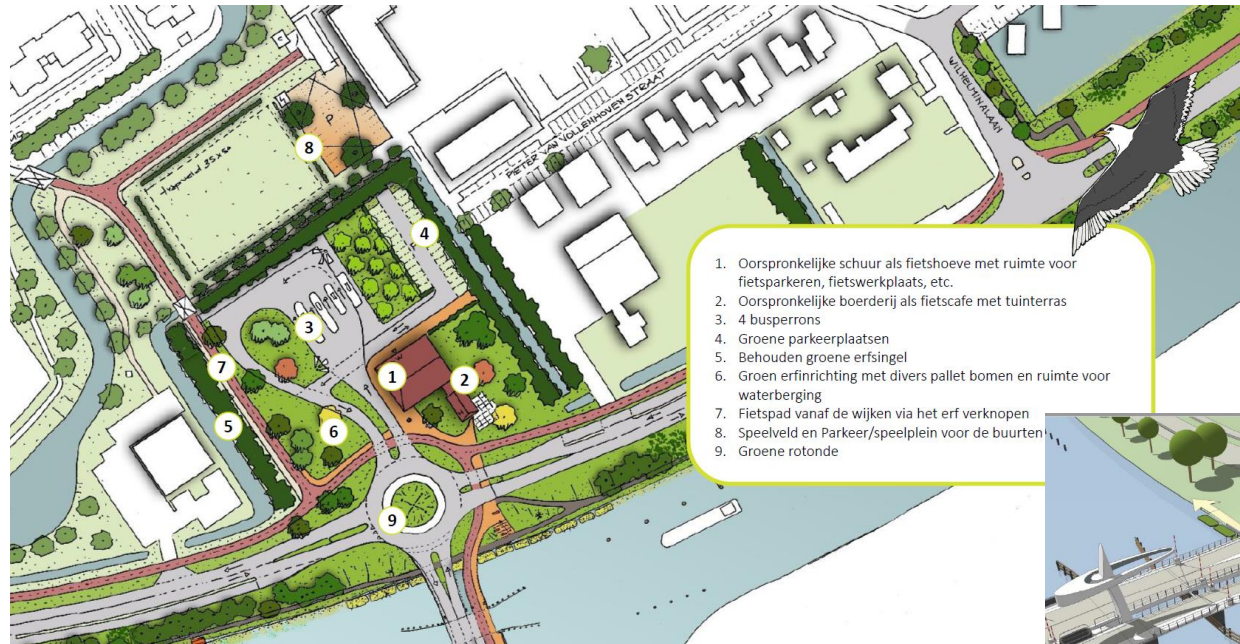 P
8
PIETER VAN VOLLENHOVENSTRAAT
WILHELMINALAAN
4
3
7
1
2
5
6
9
1. Oorspronkelijke schuur als fietshoeve met ruimte voor
fietsparkeren, fietswerkplaats, etc.
2. Oorspronkelijke boerderij als fietscafe met tuinterras
3. 4 busperrons
4. Groene parkeerplaatsen
5. Behouden groene erfsingel
6. Groen erfinrichting met divers pallet bomen en ruimte voor
waterberging
7. Fietspad vanaf de wijken via het erf verknopen
8. Speelveld en Parkeer/speelplein voor de buurten
9. Groene rotonde